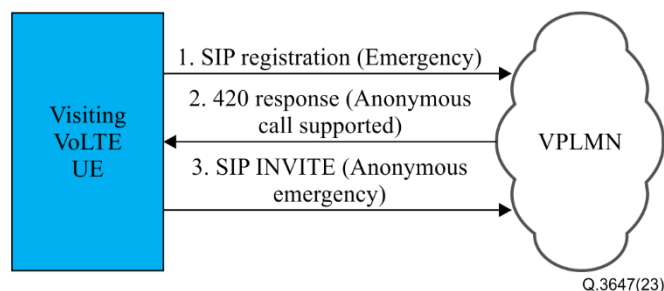 1. SIP registration (Emergency)
2. 420 response (Anonymous
call supported)
3. SIP INVITE (Anonymous
emergency)
Visiting
VoLTE
UE
VPLMN
Q.3647(23)